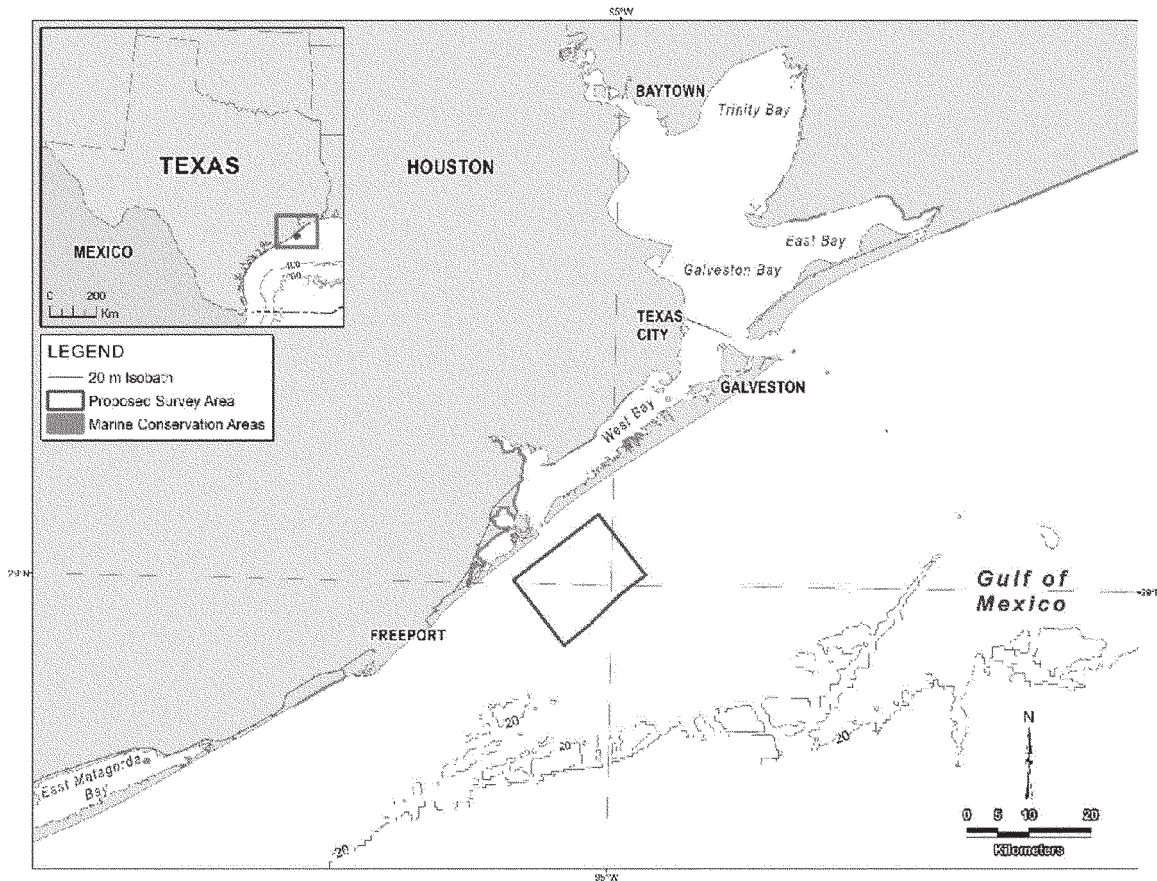 95°W
TEXAS
MEXICO
0 200
Km
LEGEND
20 m Isobath
Proposed Survey Area
Marine Conservation Areas
HOUSTON
BAYTOWN
Trinity Bay
East Bay
Galveston Bay
TEXAS
CITY
GALVESTON
West Bay
29°N
Gulf of
Mexico
FREEPORT
20
20
20
20
East Matagorda
Bay
N
0 5 10 20
Kilometers
95°W